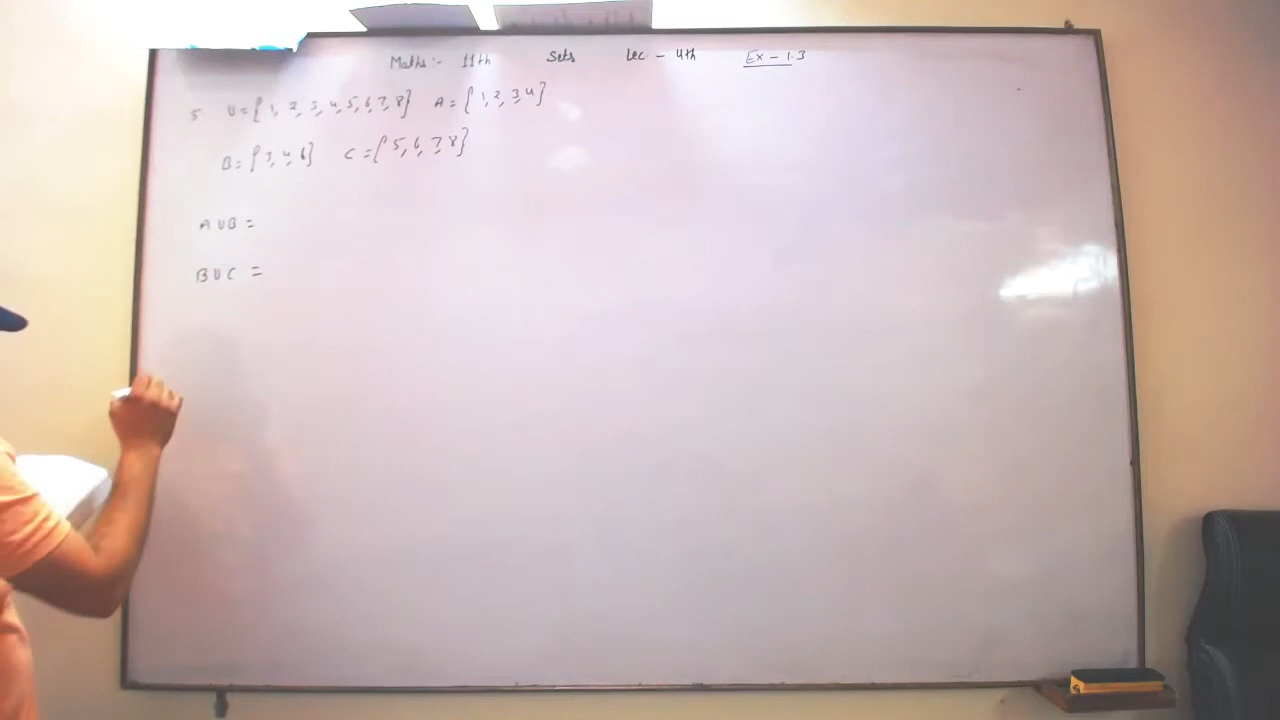 Maths :- 11th Sets Lec - 4th Ex - 1.3
5 U = { 1, 2, 3, 4, 5, 6, 7, 8 } A = { 1, 2, 3, 4 }
B = { 3, 4, 6 } C = { 5, 6, 7, 8 }
A ∪ B =
B ∪ C =